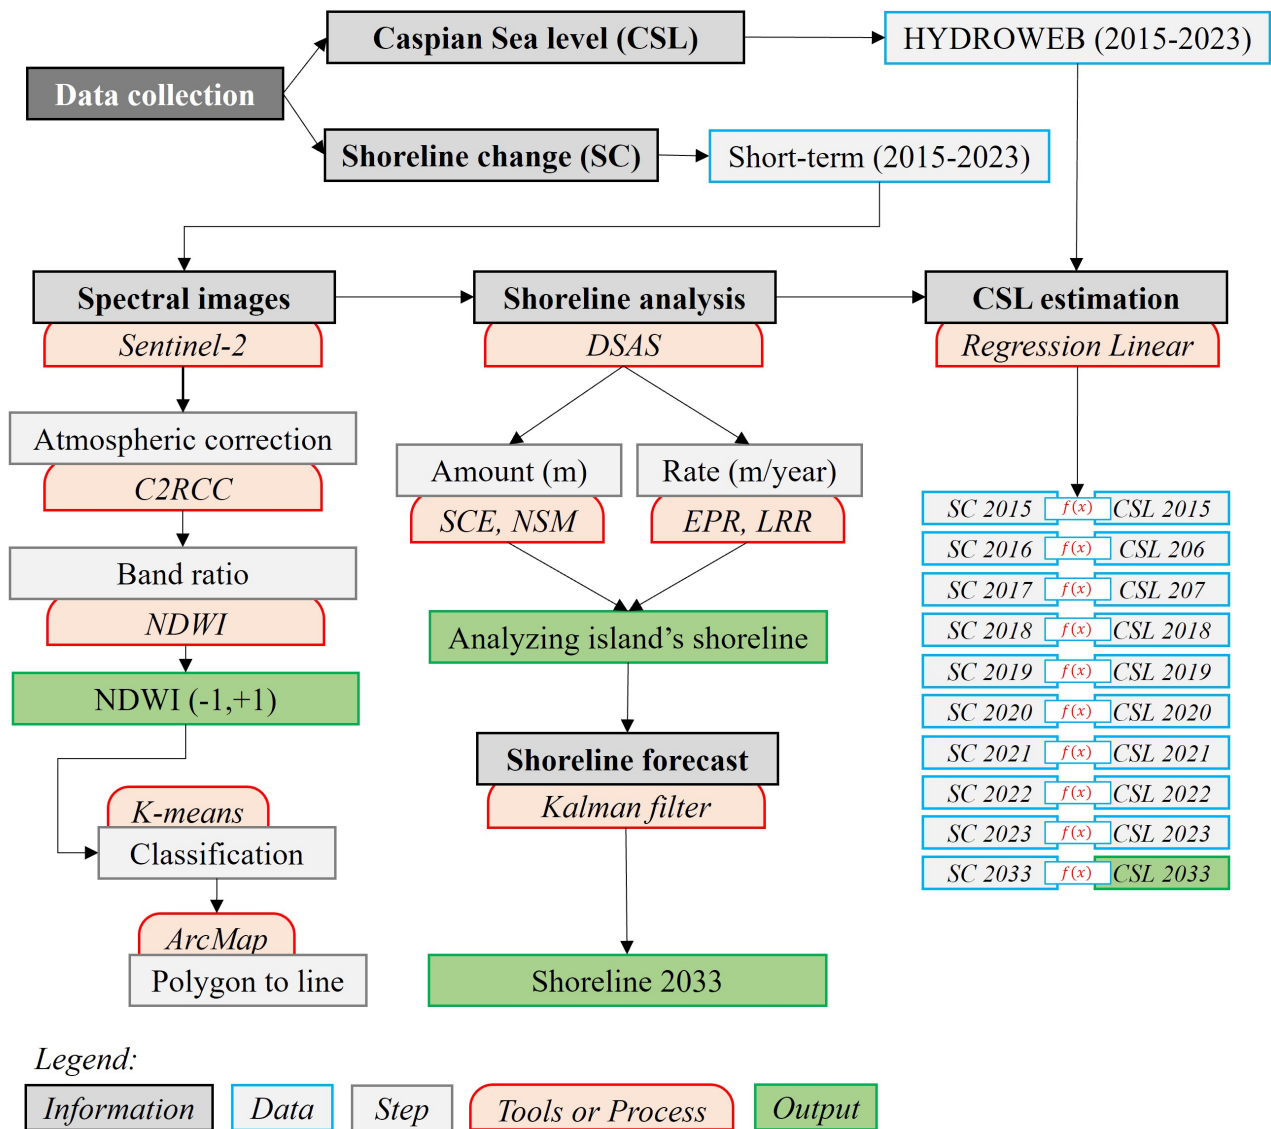 Caspian Sea level (CSL)
HYDROWEB (2015-2023)
Data collection
Shoreline change (SC)
Short-term (2015-2023)
Spectral images
Sentinel-2
Shoreline analysis
DSAS
CSL estimation
Regression Linear
Atmospheric correction
C2RCC
Band ratio
NDWI
NDWI (-1,+1)
K-means
Classification
ArcMap
Polygon to line
Amount (m)
SCE, NSM
Rate (m/year)
EPR, LRR
Analyzing island’s shoreline
Shoreline forecast
Kalman filter
Shoreline 2033
SC 2015 f(x) CSL 2015
SC 2016 f(x) CSL 206
SC 2017 f(x) CSL 207
SC 2018 f(x) CSL 2018
SC 2019 f(x) CSL 2019
SC 2020 f(x) CSL 2020
SC 2021 f(x) CSL 2021
SC 2022 f(x) CSL 2022
SC 2023 f(x) CSL 2023
SC 2033 f(x) CSL 2033
Legend:
Information Data Step Tools or Process Output